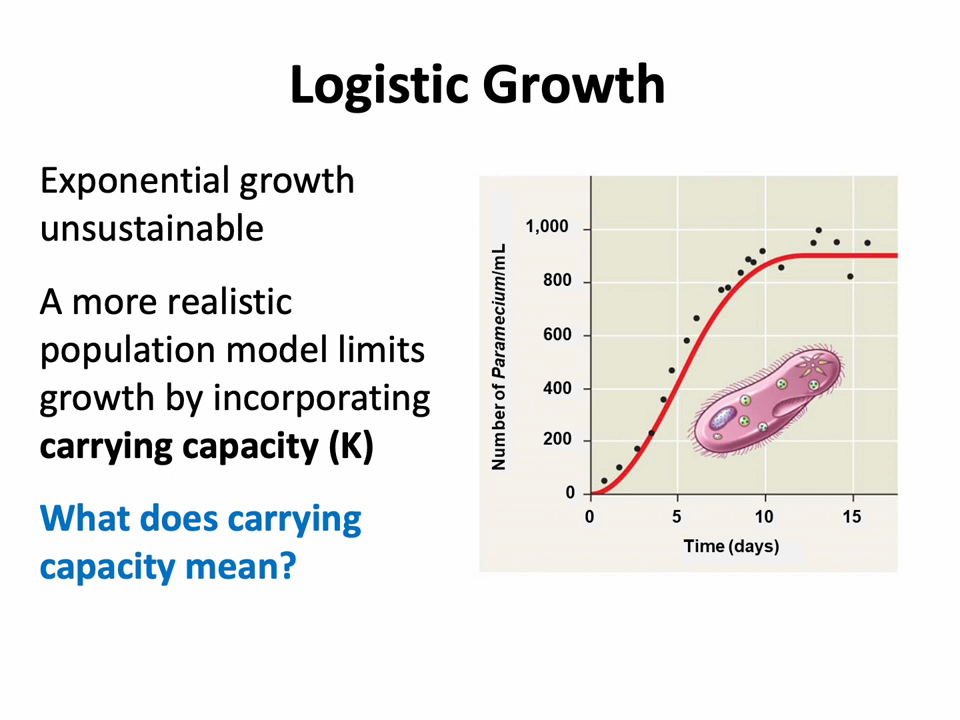 Logistic Growth
Exponential growth
unsustainable
A more realistic
population model limits
growth by incorporating
carrying capacity (K)
What does carrying
capacity mean?
Number of Paramecium/mL
1,000
800
600
400
200
0
0 5 10 15
Time (days)